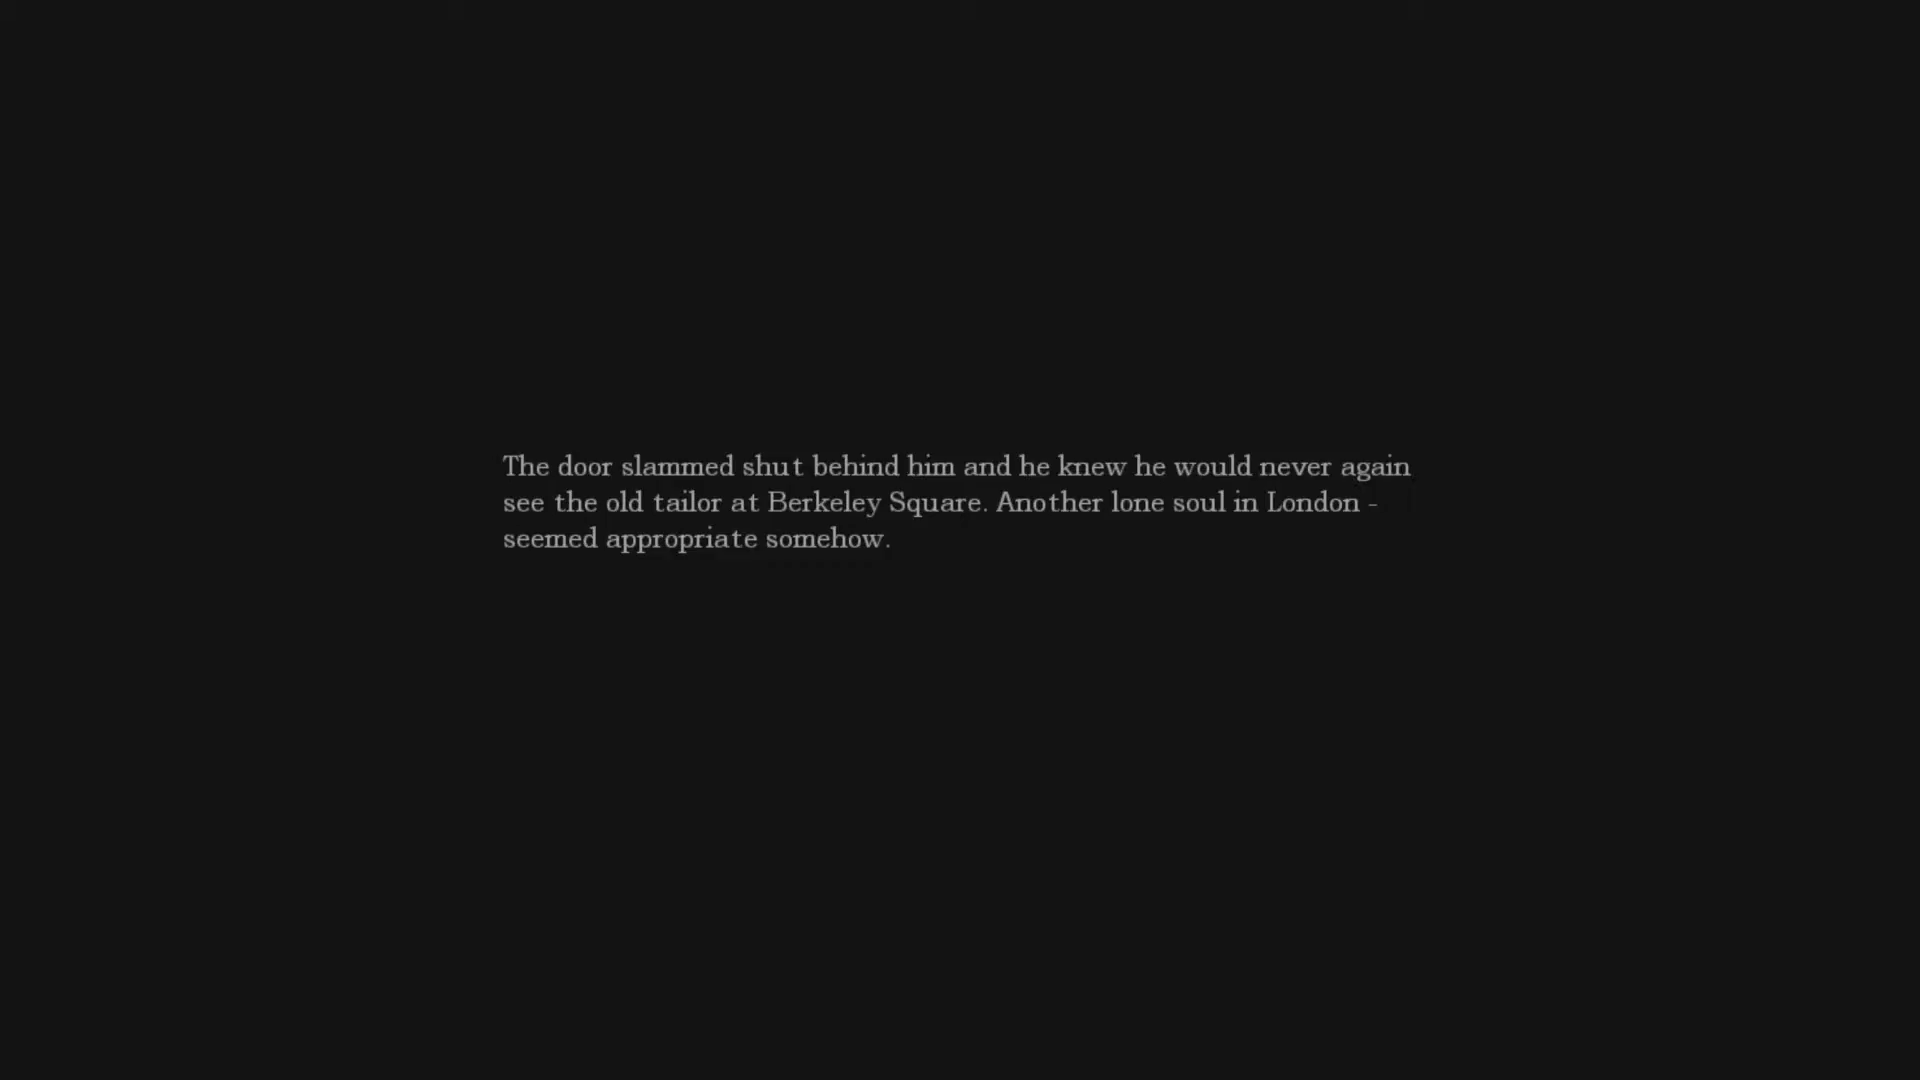 The door slammed shut behind him and he knew he would never again
see the old tailor at Berkeley Square. Another lone soul in London -
seemed appropriate somehow.